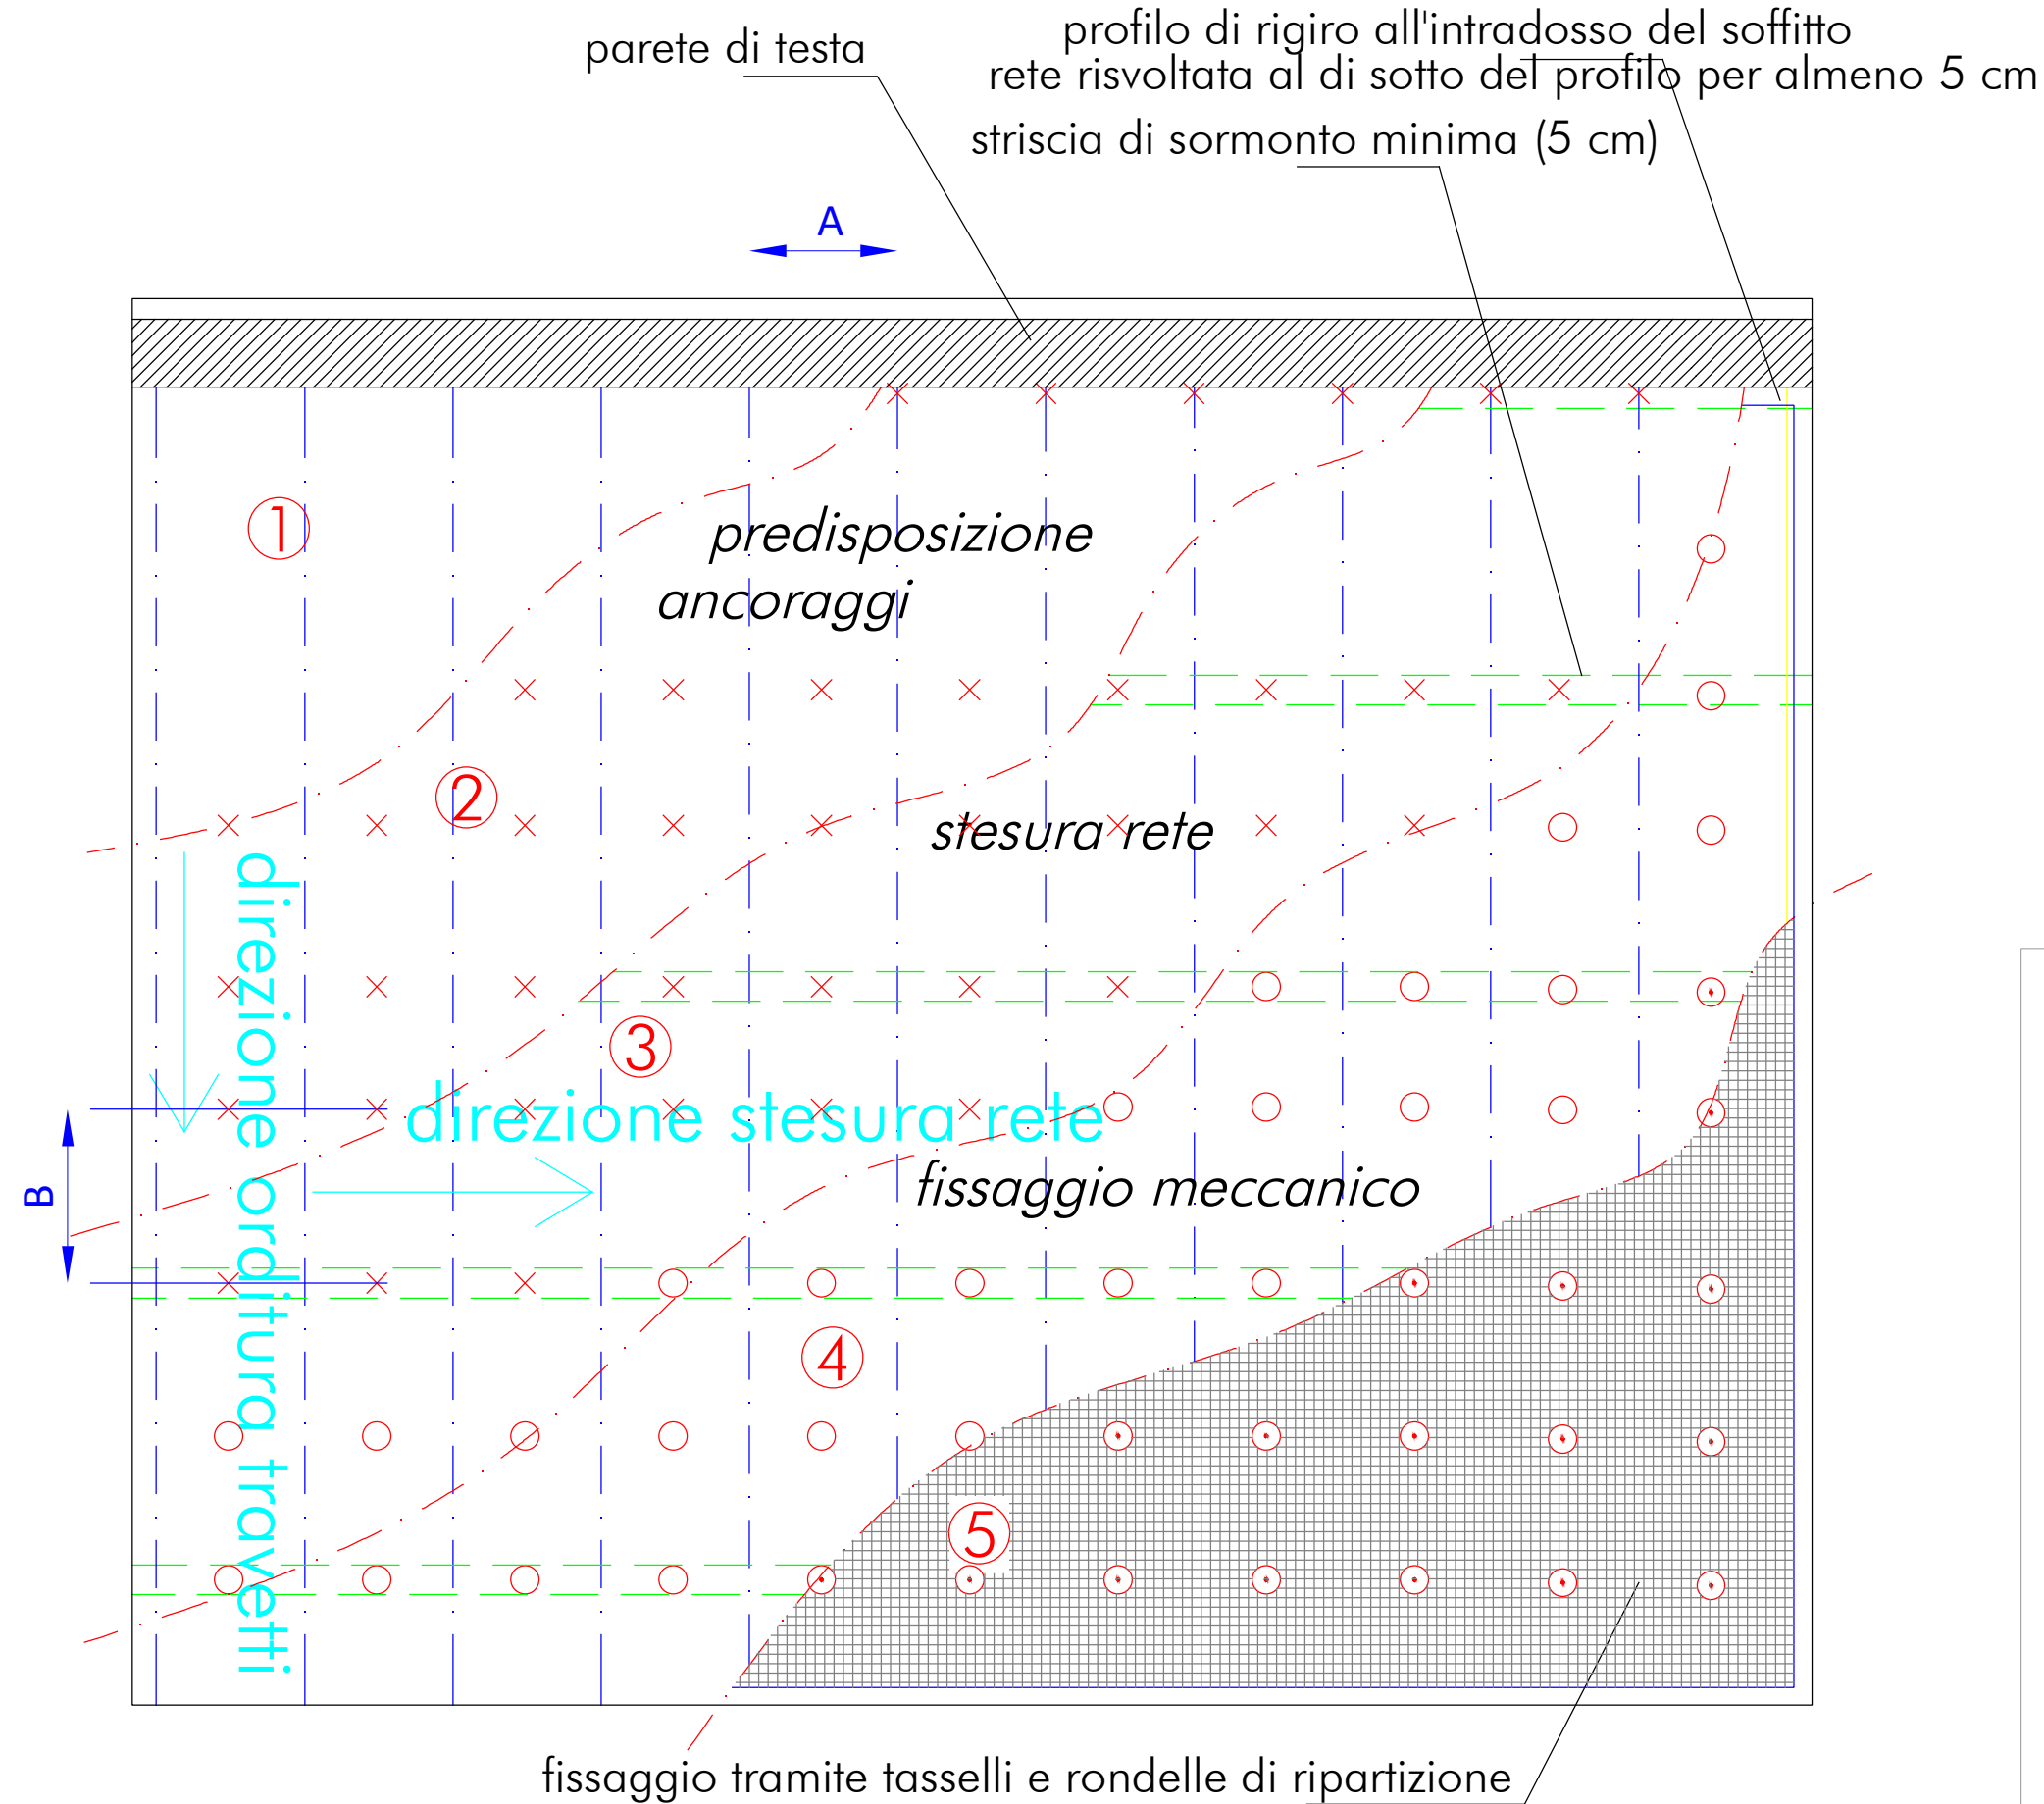 profilo di rigiro all'intradosso del soffitto
parete di testa
rete risvoltata al di sotto del profilo per almeno 5 cm
striscia di sormonto minima (5 cm)
A
1
predisposizione
ancoraggi
2
stesura rete
direzione orditura travetti
3
direzione stesura rete
B
fissaggio meccanico
4
5
fissaggio tramite tasselli e rondelle di ripartizione